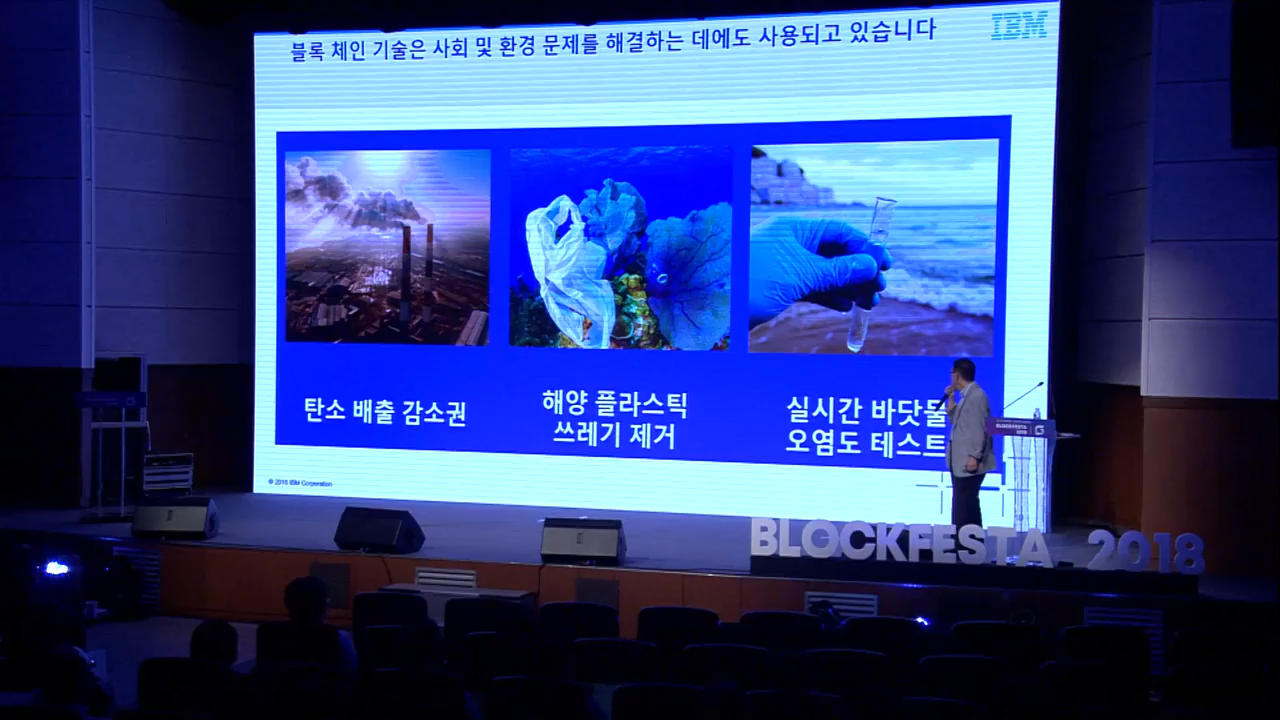 블록 체인 기술은 사회 및 환경 문제를 해결하는 데에도 사용되고 있습니다
IBM
탄소 배출 감소권
해양 플라스틱
쓰레기 제거
실시간 바닷물
오염도 테스트
© 2018 IBM Corporation
BLOCKFESTA
2018
BLOCKFESTA 2018